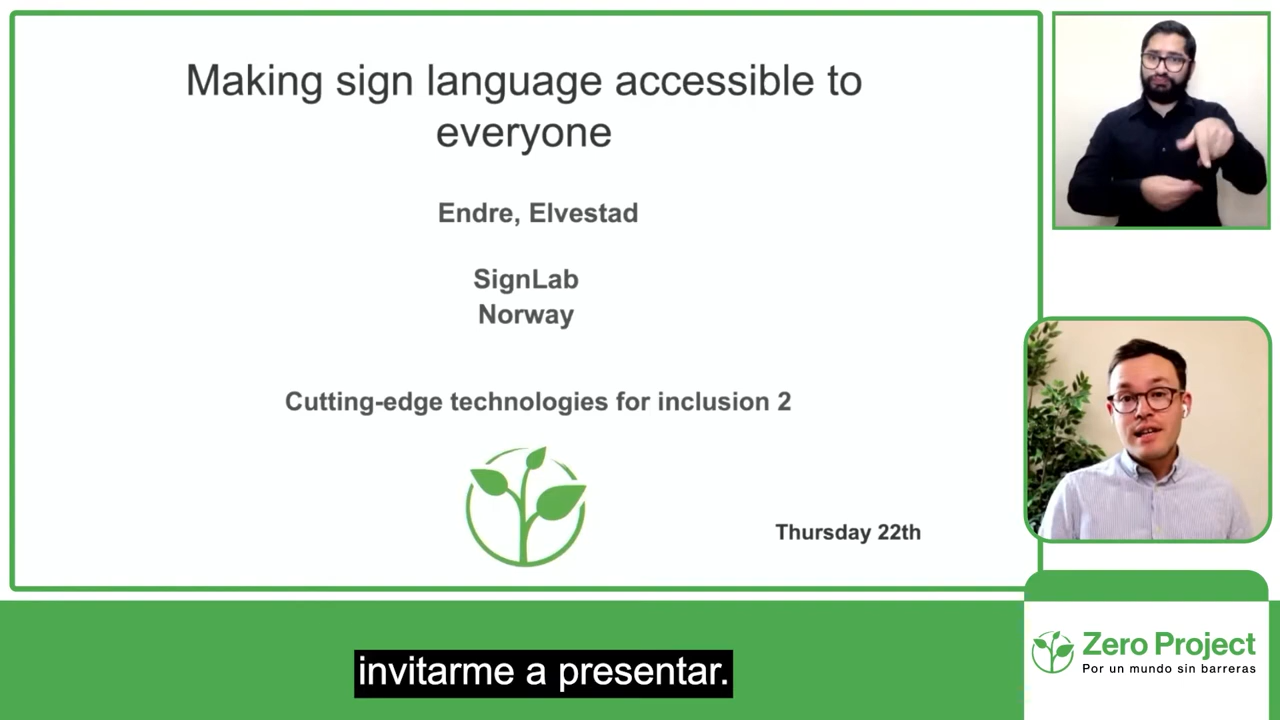 Making sign language accessible to
everyone
Endre, Elvestad
SignLab
Norway
Cutting-edge technologies for inclusion 2
Thursday 22th
invitarme a presentar.
Zero Project
Por un mundo sin barreras